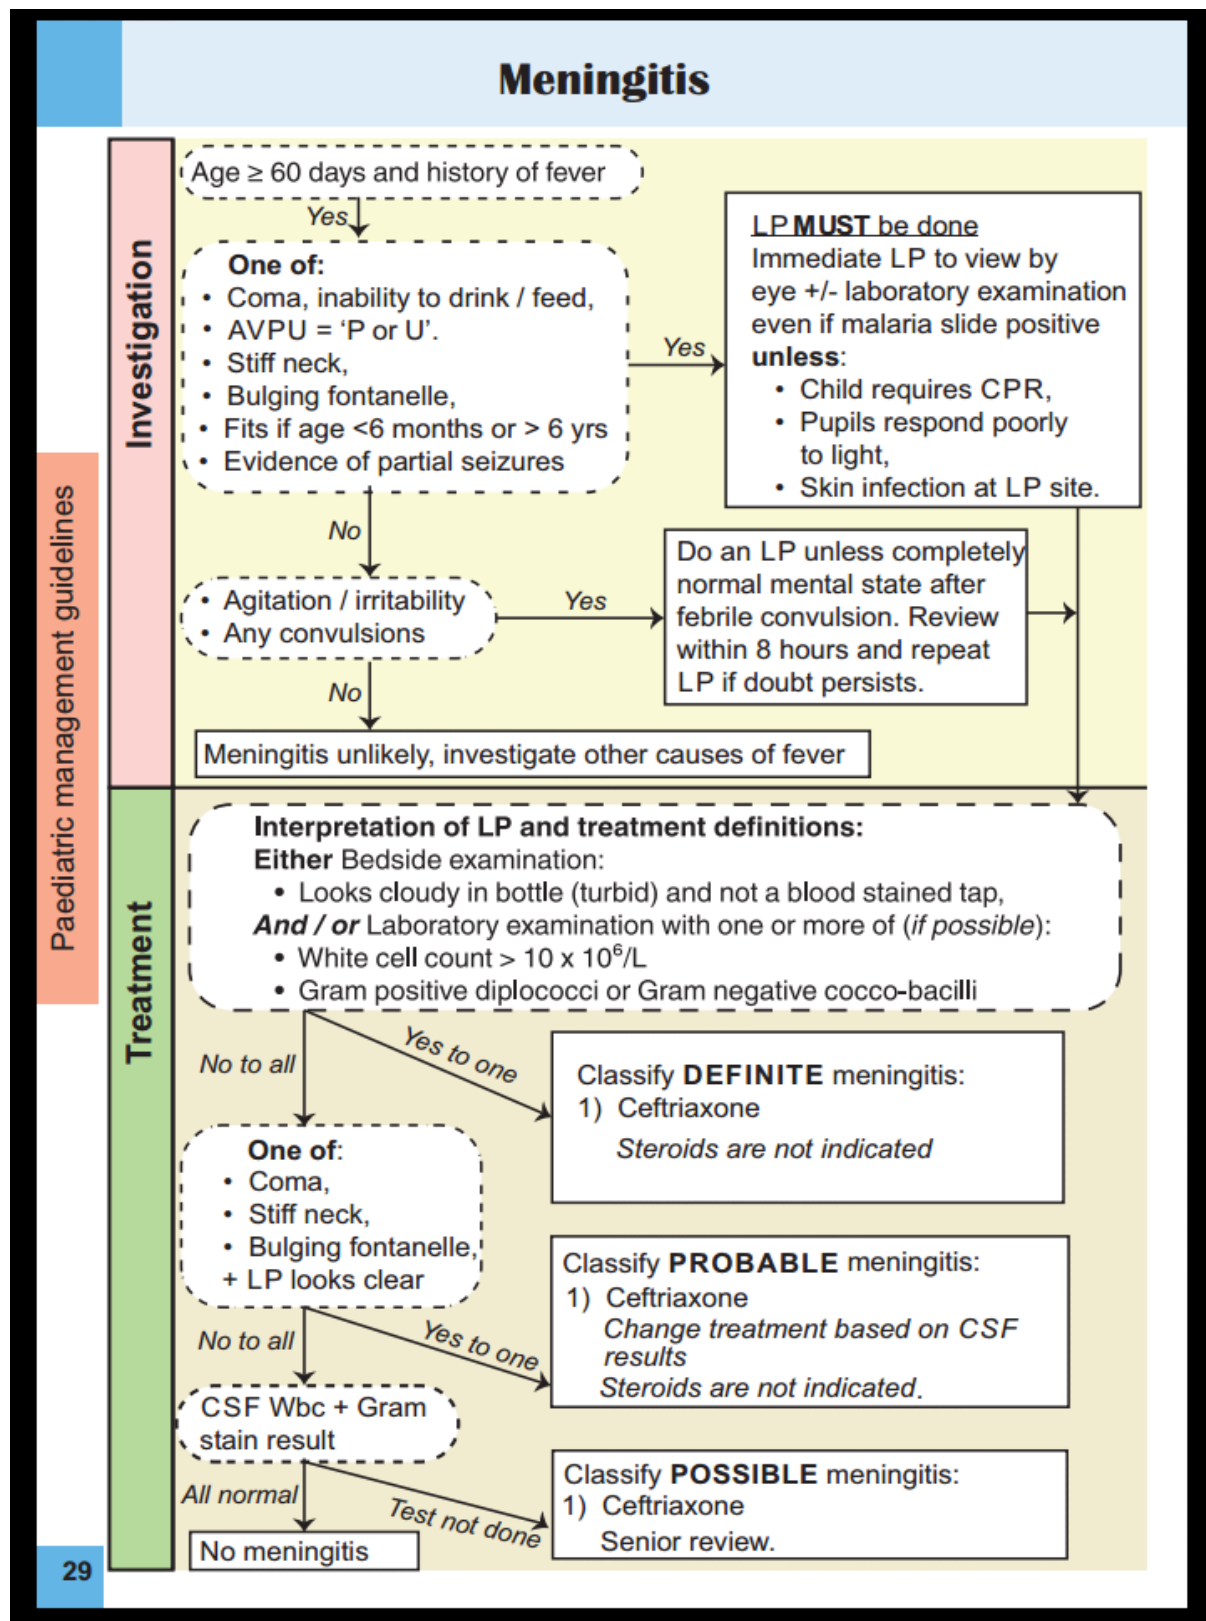 Meningitis
Paediatric management guidelines
Investigation
Age ≥ 60 days and history of fever
Yes
One of:
• Coma, inability to drink / feed,
• AVPU = ‘P or U’.
• Stiff neck,
• Bulging fontanelle,
• Fits if age <6 months or > 6 yrs
• Evidence of partial seizures
Yes
LP MUST be done
Immediate LP to view by
eye +/- laboratory examination
even if malaria slide positive
unless:
• Child requires CPR,
• Pupils respond poorly
to light,
• Skin infection at LP site.
No
• Agitation / irritability
• Any convulsions
Yes
Do an LP unless completely
normal mental state after
febrile convulsion. Review
within 8 hours and repeat
LP if doubt persists.
No
Meningitis unlikely, investigate other causes of fever
Treatment
Interpretation of LP and treatment definitions:
Either Bedside examination:
• Looks cloudy in bottle (turbid) and not a blood stained tap,
And / or Laboratory examination with one or more of (if possible):
• White cell count > 10 x 10⁶/L
• Gram positive diplococci or Gram negative cocco-bacilli
No to all
Yes to one
Classify DEFINITE meningitis:
1) Ceftriaxone
Steroids are not indicated
One of:
• Coma,
• Stiff neck,
• Bulging fontanelle,
+ LP looks clear
No to all
Yes to one
Classify PROBABLE meningitis:
1) Ceftriaxone
Change treatment based on CSF
results
Steroids are not indicated.
CSF Wbc + Gram
stain result
All normal
Test not done
Classify POSSIBLE meningitis:
1) Ceftriaxone
Senior review.
No meningitis
29